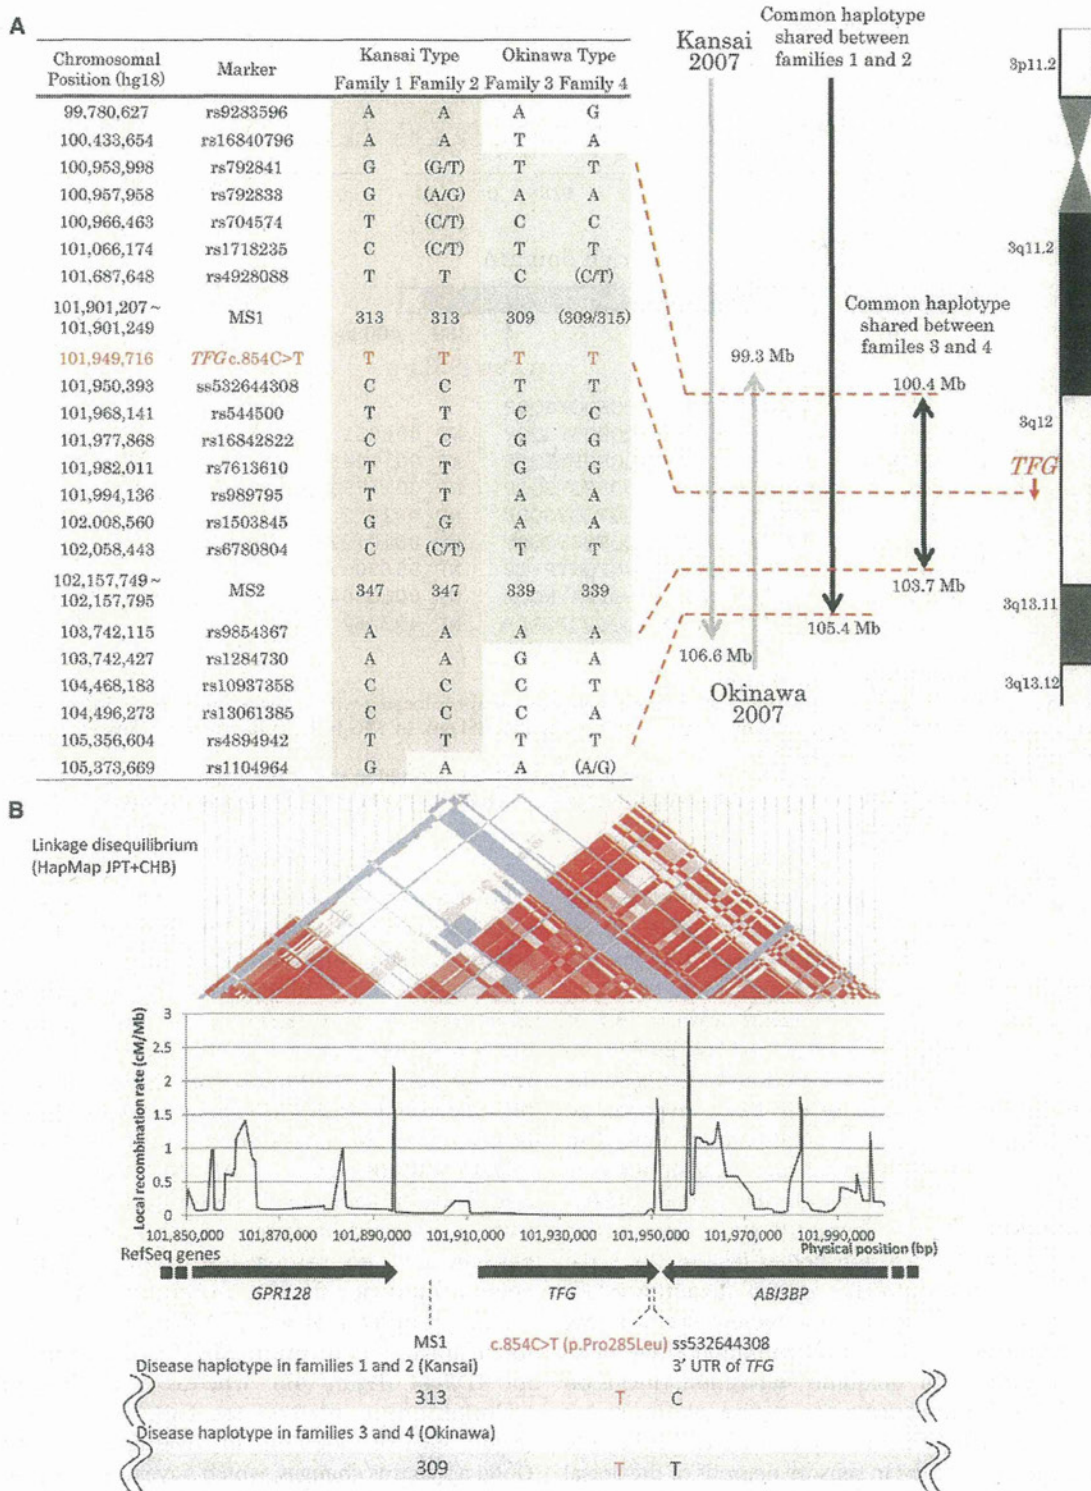 A
Chromosomal Position (hg18) Marker Kansai Type Okinawa Type
Family 1 Family 2 Family 3 Family 4
99,780,627 rs9283596 A A A G
100,433,654 rs16840796 A A T A
100,953,998 rs792841 G (G/T) T T
100,957,958 rs792833 G (A/G) A A
100,966,463 rs704574 T (C/T) C C
101,066,174 rs1718235 C (C/T) T T
101,687,648 rs4928088 T T C (C/T)
101,901,207~
101,901,249 MS1 313 313 309 (309/315)
101,949,716 TFG c.854C>T T T T T
101,950,393 ss532644308 C C T T
101,968,141 rs544500 T T C C
101,977,868 rs16842822 C C G G
101,982,011 rs7613610 T T G G
101,994,136 rs989795 T T A A
102.008,560 rs1503845 G G A A
102,058,443 rs6780804 C (C/T) T T
102,157,749~
102,157,795 MS2 347 347 339 339
103,742,115 rs9854367 A A A A
103,742,427 rs1284730 A A G A
104,468,183 rs10937358 C C C T
104,496,273 rs13061385 C C C A
105,356,604 rs4894942 T T T T
105,373,669 rs1104964 G A A (A/G)
Kansai
2007
Common haplotype
shared between
families 1 and 2
Common haplotype
shared between
familes 3 and 4
99.3 Mb
100.4 Mb
103.7 Mb
105.4 Mb
106.6 Mb
Okinawa
2007
3p11.2
3q11.2
3q12
TFG
3q13.11
3q13.12
B
Linkage disequilibrium
(HapMap JPT+CHB)
Local recombination rate (cM/Mb)
3
2.5
2
1.5
1
0.5
0
101,850,000 101,870,000 101,890,000 101,910,000 101,930,000 101,950,000 101,970,000 101,990,000
RefSeq genes
Physical position (bp)
GPR128 TFG ABI3BP
MS1 c.854C>T (p.Pro285Leu) ss532644308
3' UTR of TFG
Disease haplotype in families 1 and 2 (Kansai)
313 T C
Disease haplotype in families 3 and 4 (Okinawa)
309 T T